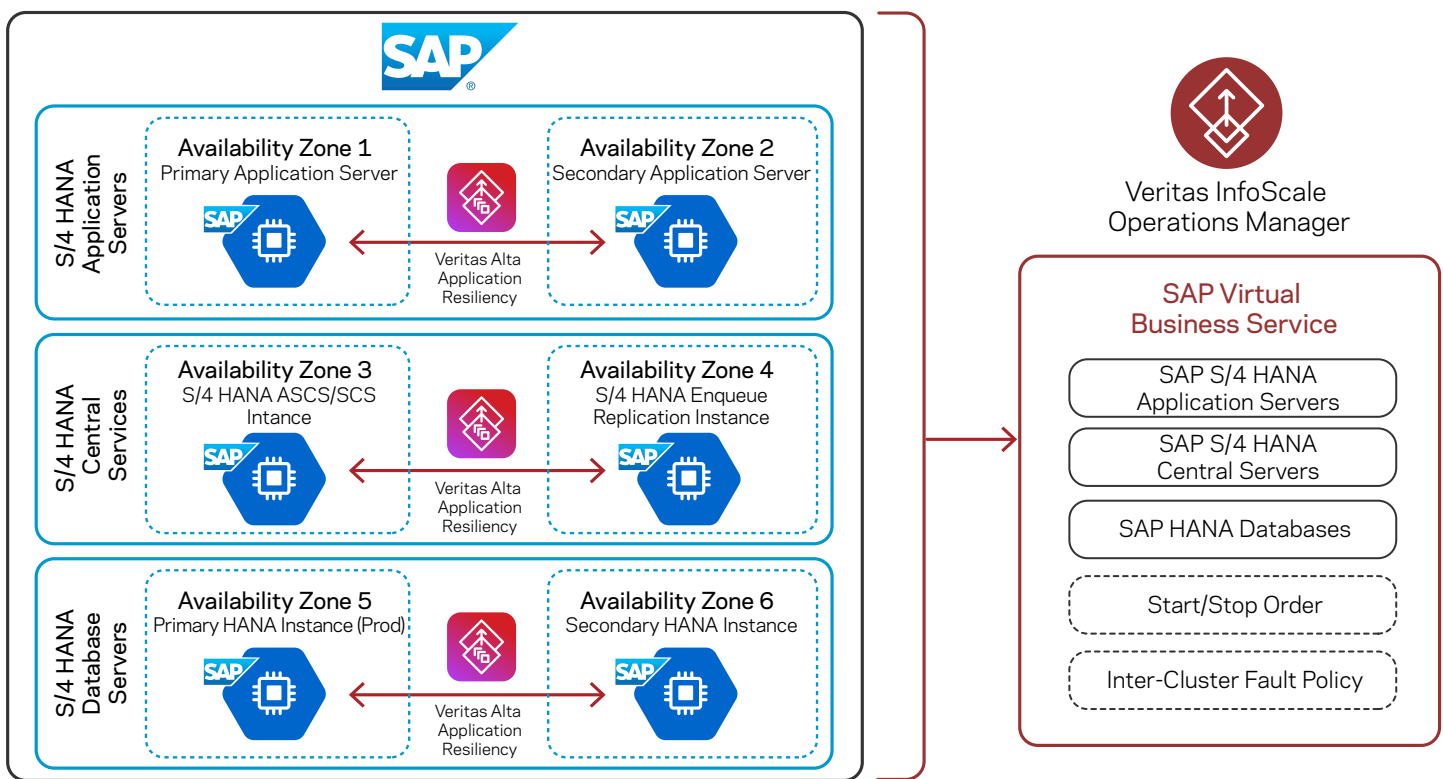 SAP
®
S/4 HANA
Application
Servers
Availability Zone 1
Primary Application Server
SAP
Veritas Alta
Application
Resiliency
Availability Zone 2
Secondary Application Server
SAP
S/4 HANA
Central
Services
Availability Zone 3
S/4 HANA ASCS/SCS
Intance
SAP
Veritas Alta
Application
Resiliency
Availability Zone 4
S/4 HANA Enqueue
Replication Instance
SAP
S/4 HANA
Database
Servers
Availability Zone 5
Primary HANA Instance (Prod)
SAP
Veritas Alta
Application
Resiliency
Availability Zone 6
Secondary HANA Instance
SAP
Veritas InfoScale
Operations Manager
SAP Virtual
Business Service
SAP S/4 HANA
Application Servers
SAP S/4 HANA
Central Servers
SAP HANA Databases
Start/Stop Order
Inter-Cluster Fault Policy